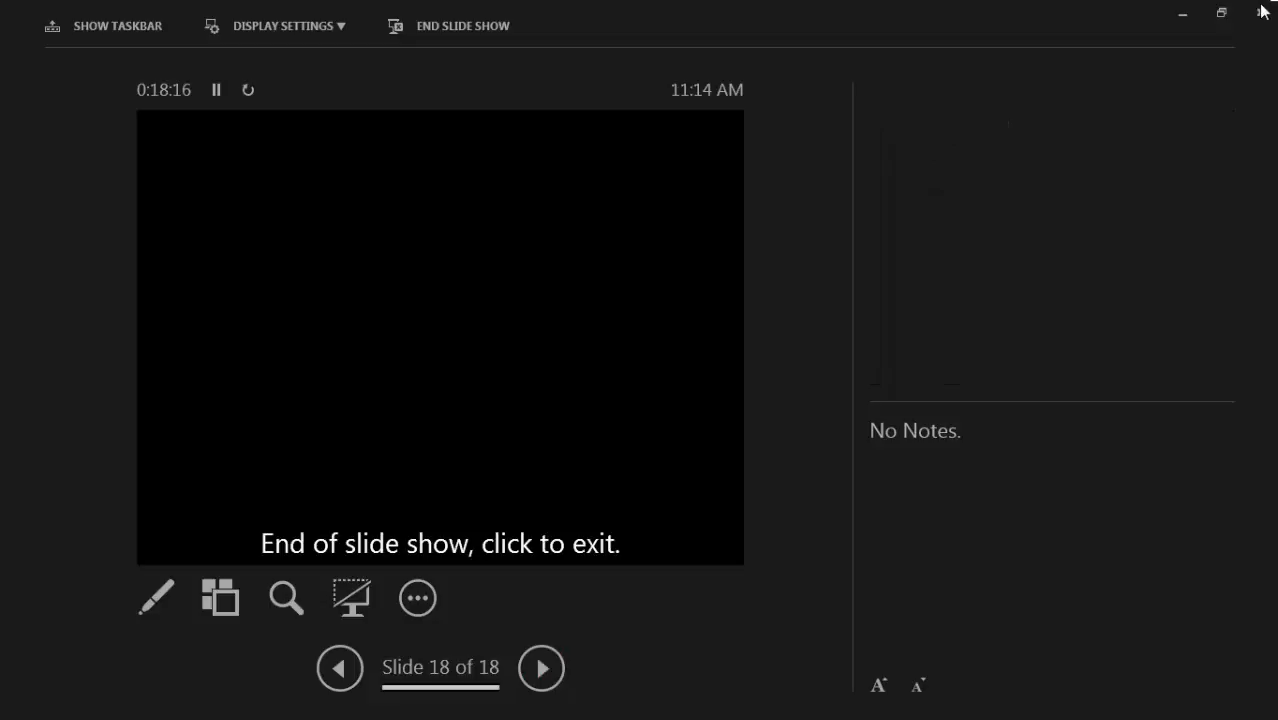 SHOW TASKBAR DISPLAY SETTINGS ▼ END SLIDE SHOW
0:18:16 11:14 AM
End of slide show, click to exit.
Slide 18 of 18
No Notes.
A A